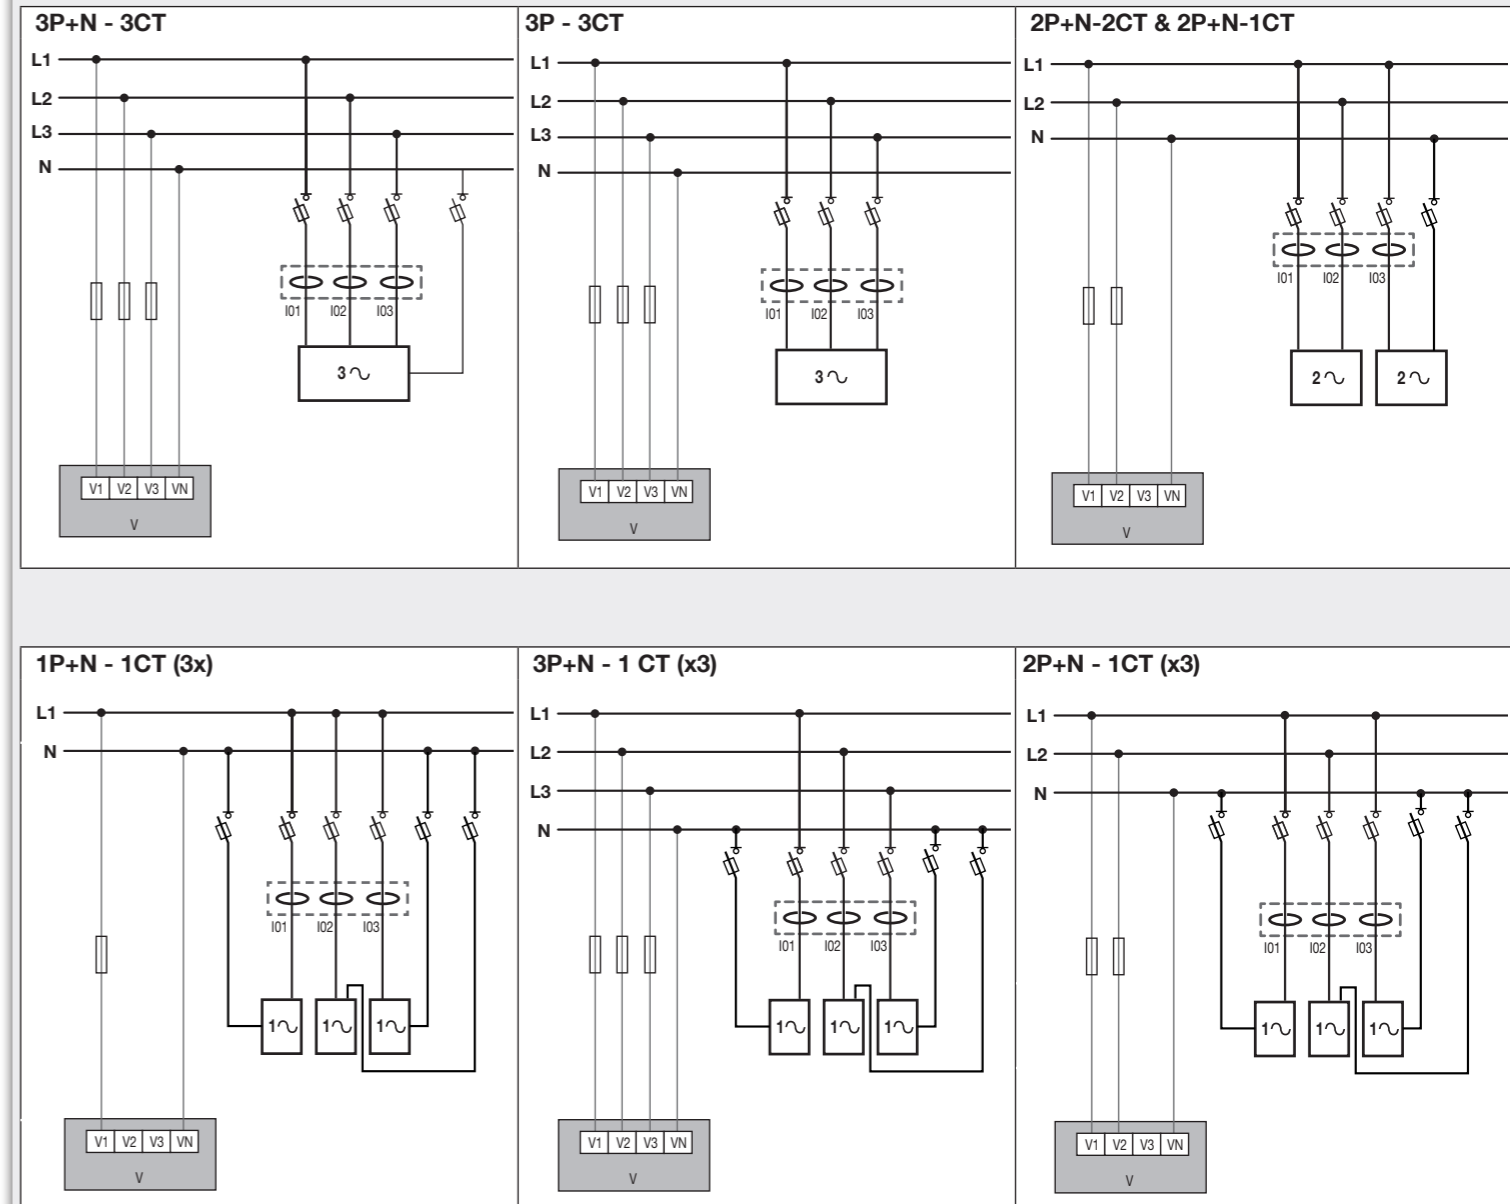 3P+N - 3CT
L1
L2
L3
N
I01 I02 I03
3
V1 V2 V3 VN
V
3P - 3CT
L1
L2
L3
N
I01 I02 I03
3
V1 V2 V3 VN
V
2P+N-2CT & 2P+N-1CT
L1
L2
N
I01 I02 I03
2 2
V1 V2 V3 VN
V
1P+N - 1CT (3x)
L1
N
I01 I02 I03
1 1 1
V1 V2 V3 VN
V
3P+N - 1 CT (x3)
L1
L2
L3
N
I01 I02 I03
1 1 1
V1 V2 V3 VN
V
2P+N - 1CT (x3)
L1
L2
N
I01 I02 I03
1 1 1
V1 V2 V3 VN
V